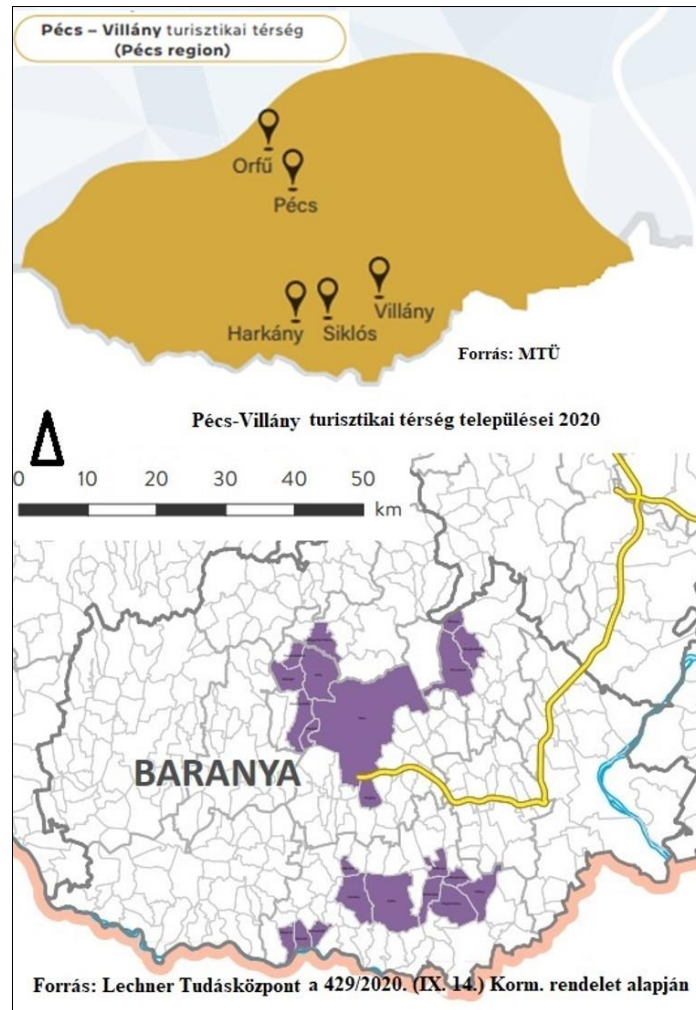 Pécs – Villány turisztikai térség
(Pécs region)
Orfű
Pécs
Villány
Harkány
Siklós
Forrás: MTÜ
Pécs-Villány turisztikai térség települései 2020
0 10 20 30 40 50
km
BARANYA
Forrás: Lechner Tudásközpont a 429/2020. (IX. 14.) Korm. rendelet alapján